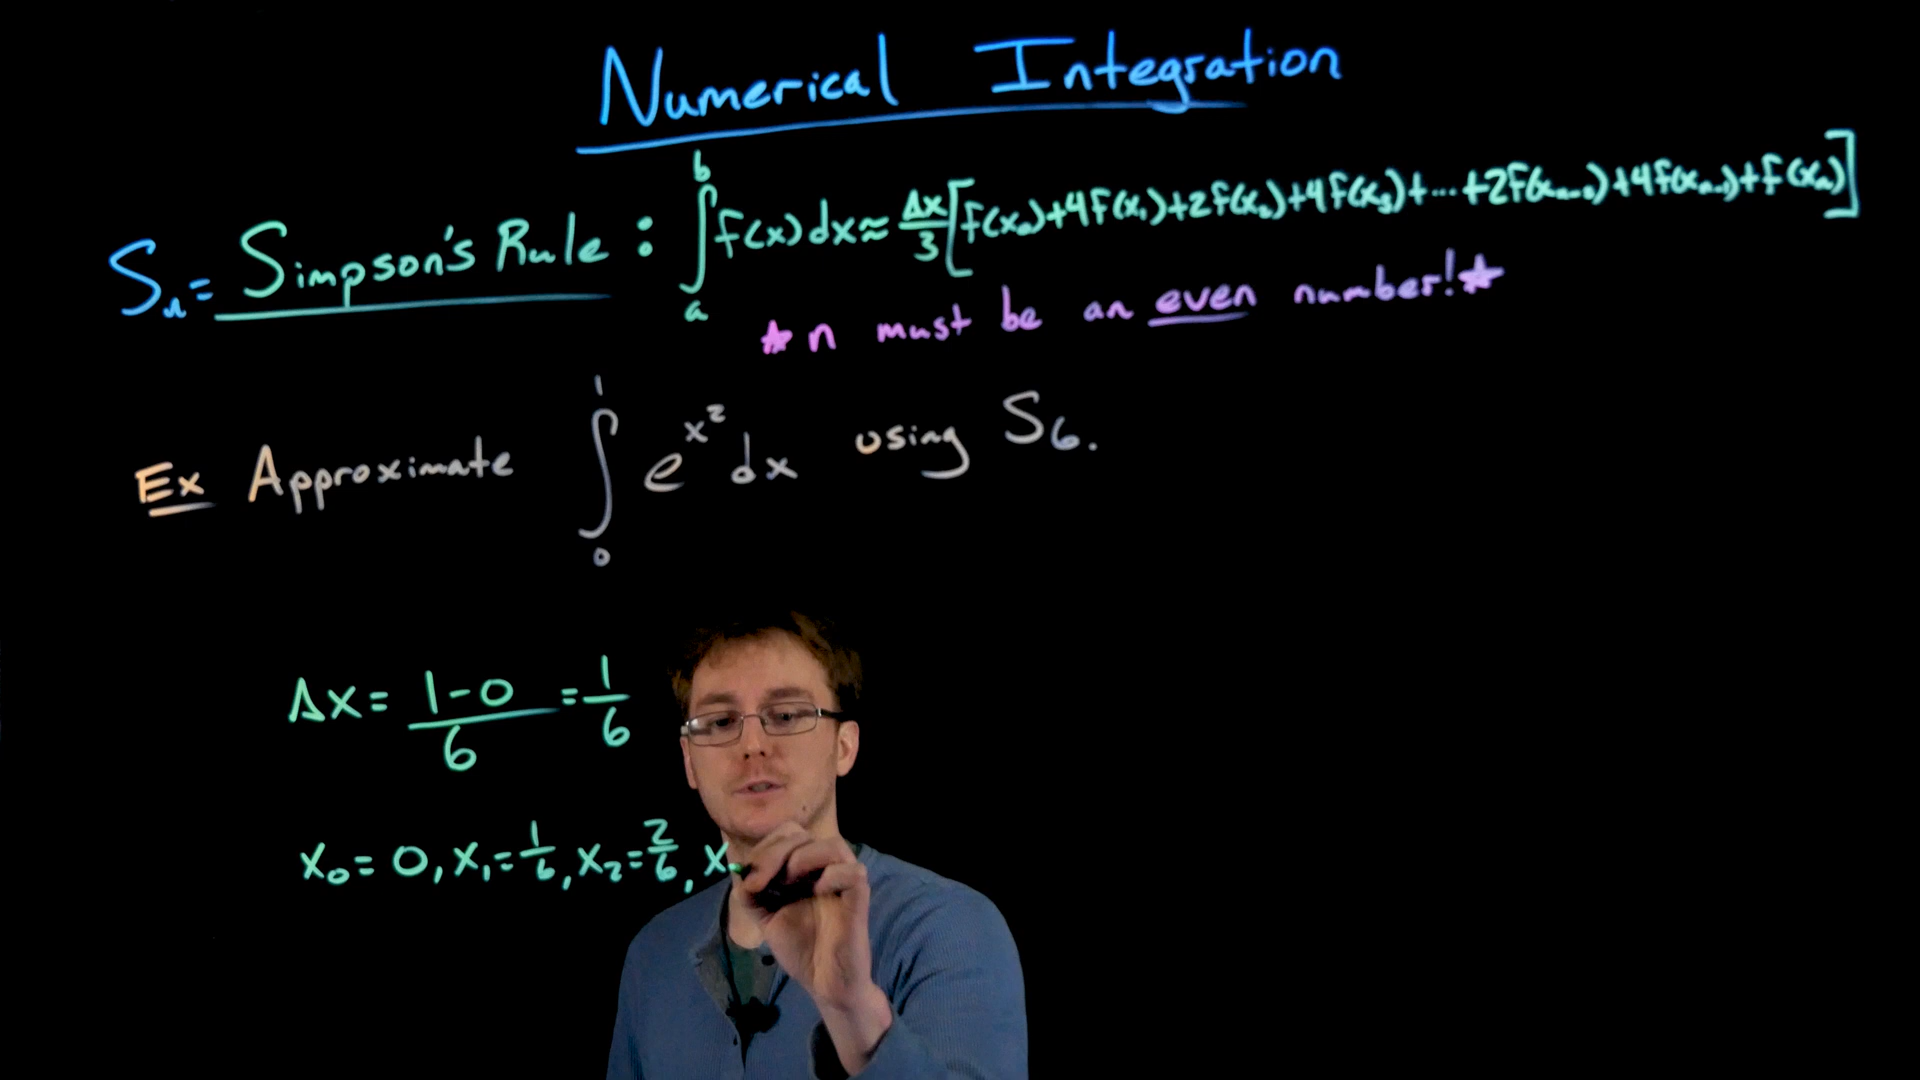 Numerical Integration
Sₙ = Simpson's Rule : ∫ₐᵇ f(x) dx ≈ Δx/3 [f(x₀)+4f(x₁)+2f(x₂)+4f(x₃)+...+2f(xₙ₋₂)+4f(xₙ₋₁)+f(xₙ)]
★ n must be an even number! ★
Ex Approximate ∫₀¹ e^x² dx using S₆.
Δx = (1-0)/6 = 1/6
x₀ = 0, x₁ = 1/6, x₂ = 2/6, x